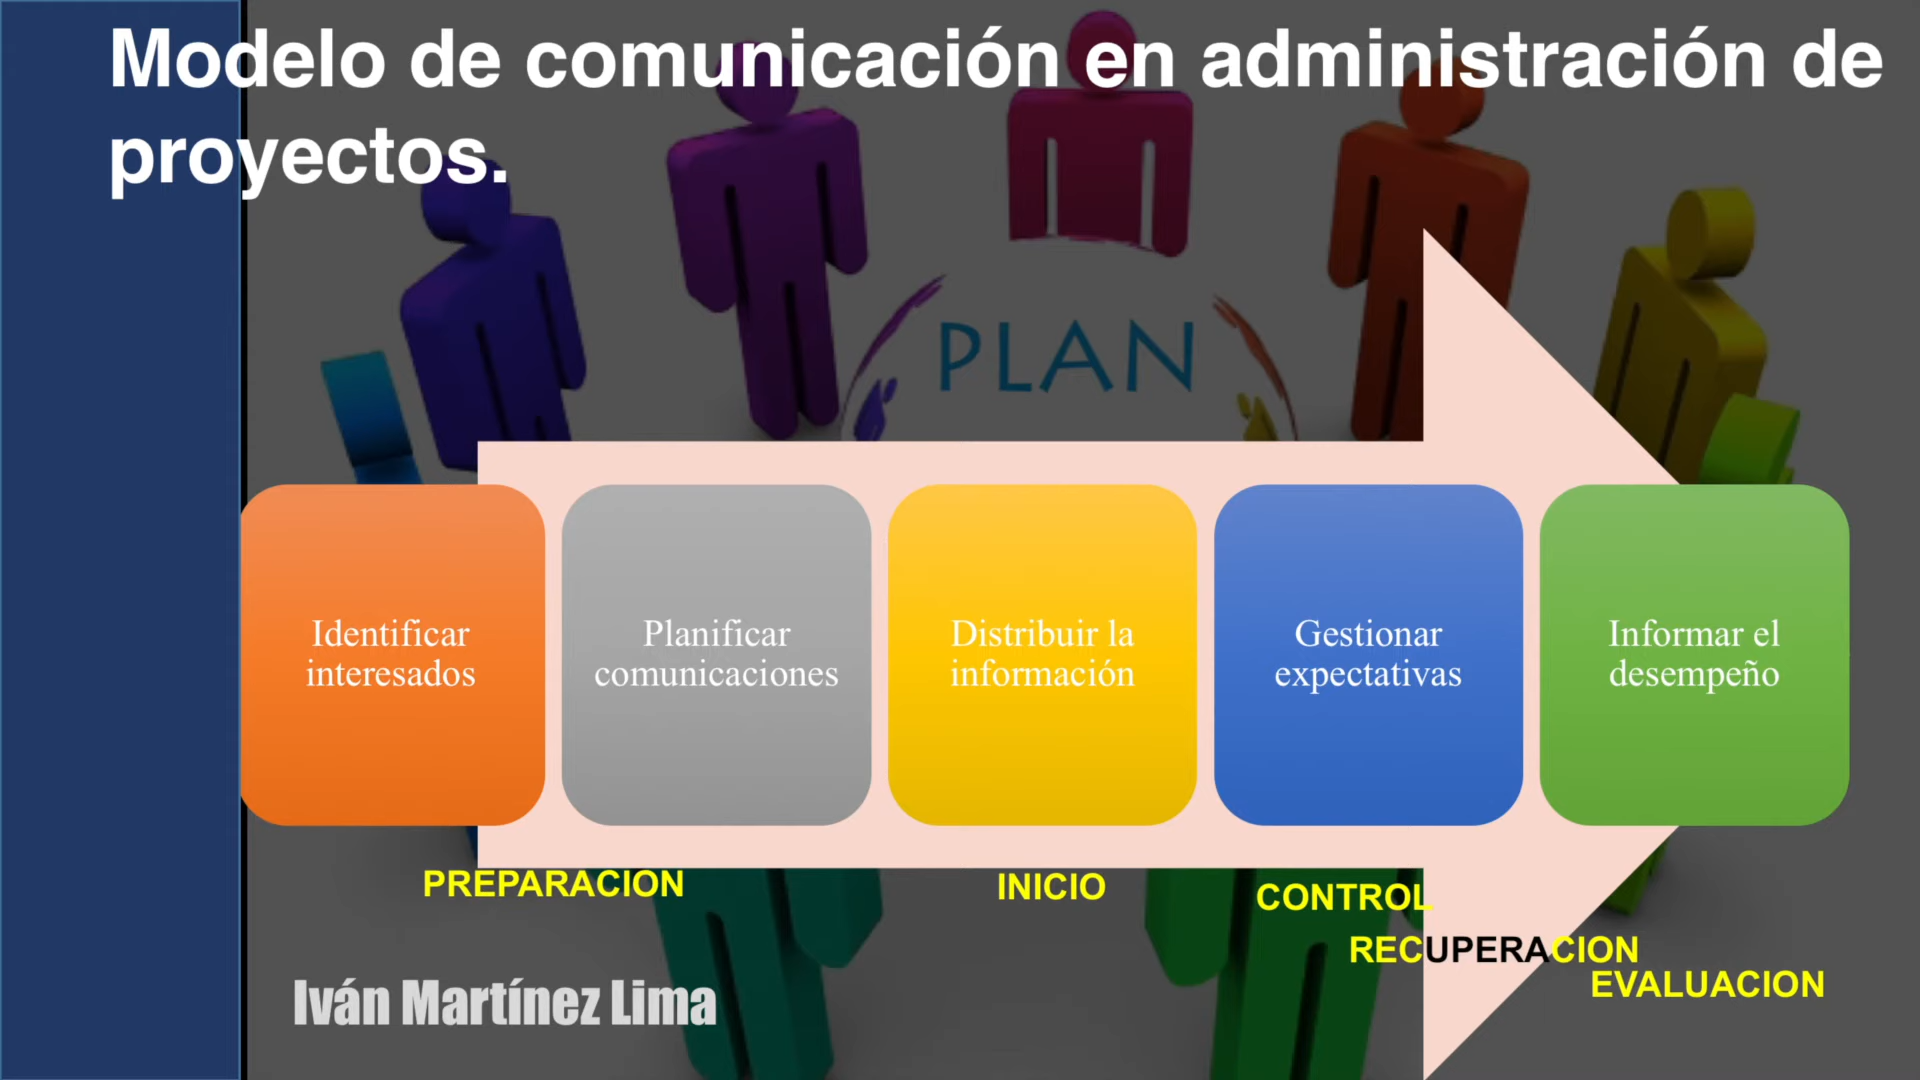 Modelo de comunicación en administración de
proyectos.
PLAN
Identificar
interesados
Planificar
comunicaciones
Distribuir la
información
Gestionar
expectativas
Informar el
desempeño
PREPARACION
INICIO
CONTROL
RECUPERACION
EVALUACION
Iván Martínez Lima